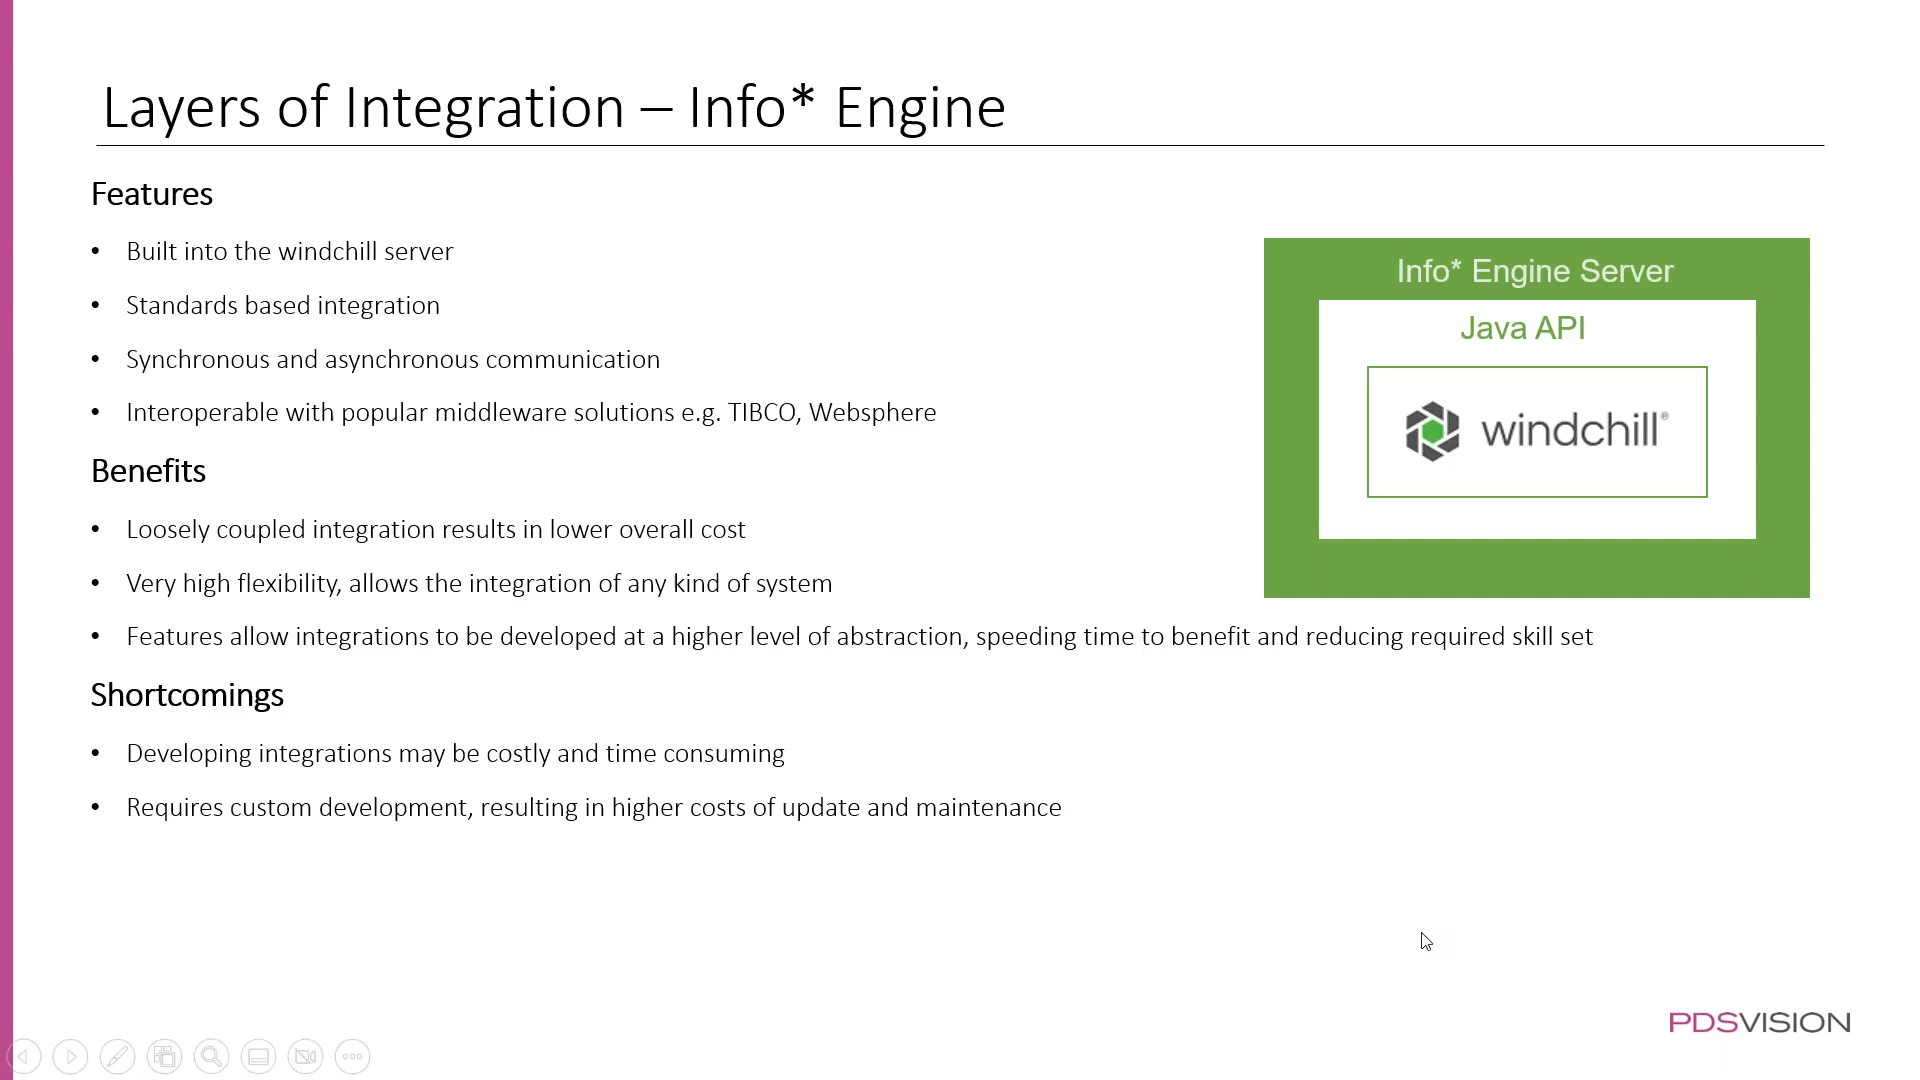 Layers of Integration – Info* Engine
Features
• Built into the windchill server
• Standards based integration
• Synchronous and asynchronous communication
• Interoperable with popular middleware solutions e.g. TIBCO, Websphere
Benefits
• Loosely coupled integration results in lower overall cost
• Very high flexibility, allows the integration of any kind of system
• Features allow integrations to be developed at a higher level of abstraction, speeding time to benefit and reducing required skill set
Shortcomings
• Developing integrations may be costly and time consuming
• Requires custom development, resulting in higher costs of update and maintenance
Info* Engine Server
Java API
windchill®
PDSVISION